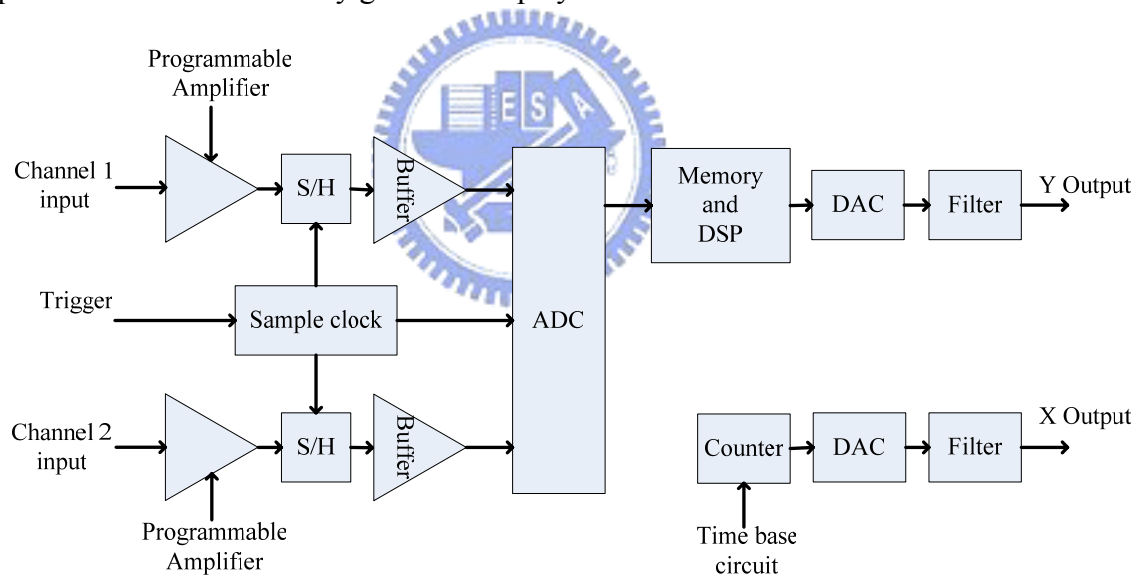 Programmable
Amplifier
Channel 1
input
S/H
Buffer
E S A
ADC
Memory
and
DSP
DAC
Filter
Y Output
Trigger
Sample clock
Channel 2
input
S/H
Buffer
Programmable
Amplifier
Counter
DAC
Filter
X Output
Time base
circuit